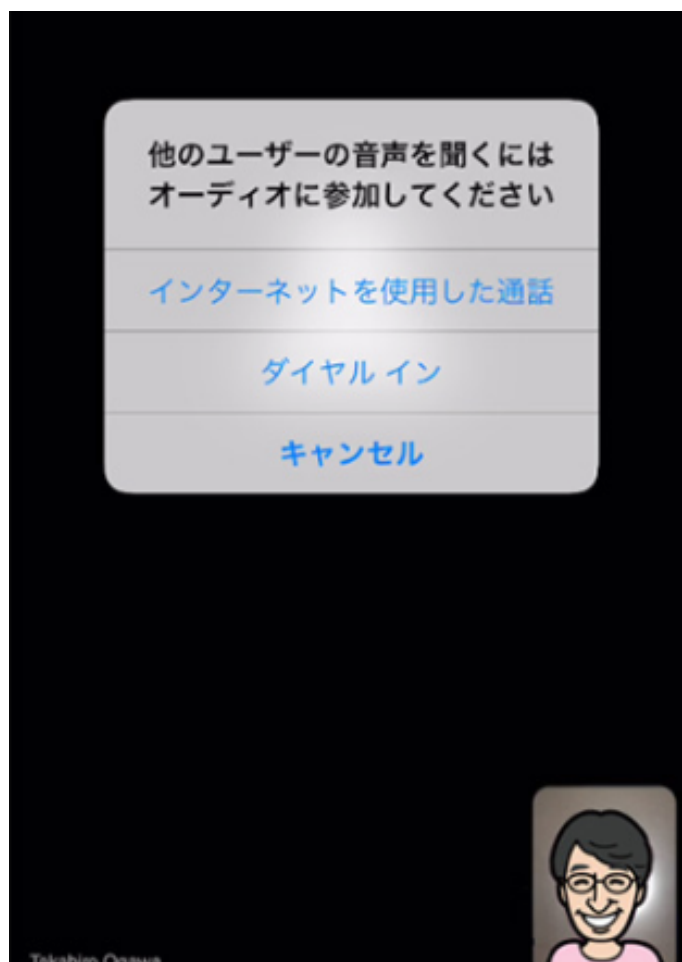 他のユーザーの音声を聞くには
オーディオに参加してください
インターネットを使用した通話
ダイヤル イン
キャンセル
Takahiro Ogawa